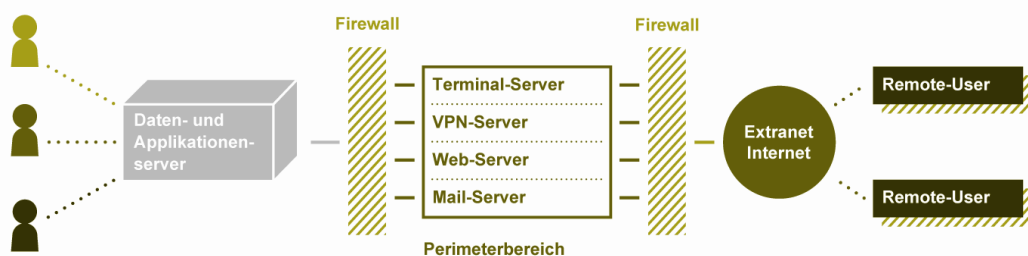 Firewall
Firewall
Daten- und
Applikationen-
server
Terminal-Server
VPN-Server
Web-Server
Mail-Server
Perimeterbereich
Extranet
Internet
Remote-User
Remote-User